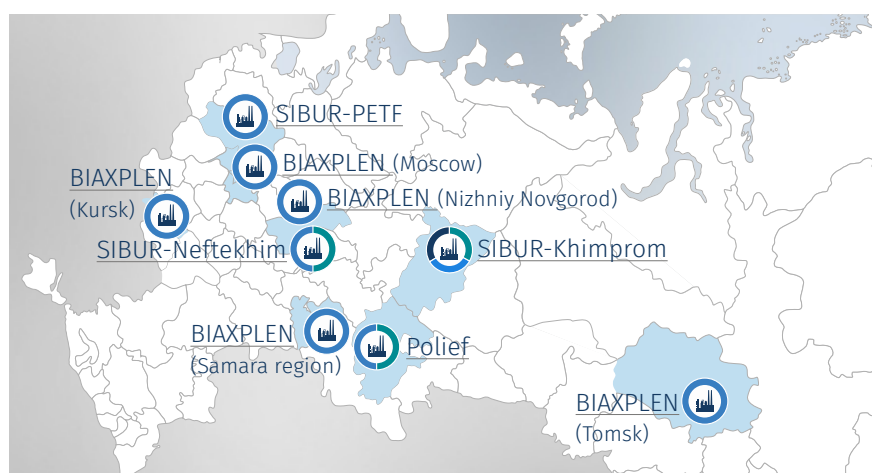 SIBUR-PETF
BIAXPLEN (Moscow)
BIAXPLEN
(Kursk)
BIAXPLEN (Nizhniy Novgorod)
SIBUR-Neftekhim
SIBUR-Khimprom
BIAXPLEN
(Samara region)
Polief
BIAXPLEN
(Tomsk)